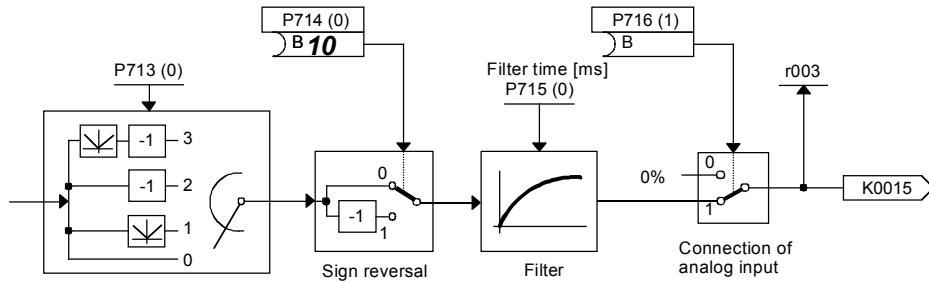 P714 (0)
B 10
P716 (1)
B
P713 (0)
Filter time [ms]
P715 (0)
r003
-1
3
-1
2
1
0
0
-1
1
0%
0
1
K0015
Sign reversal
Filter
Connection of
analog input